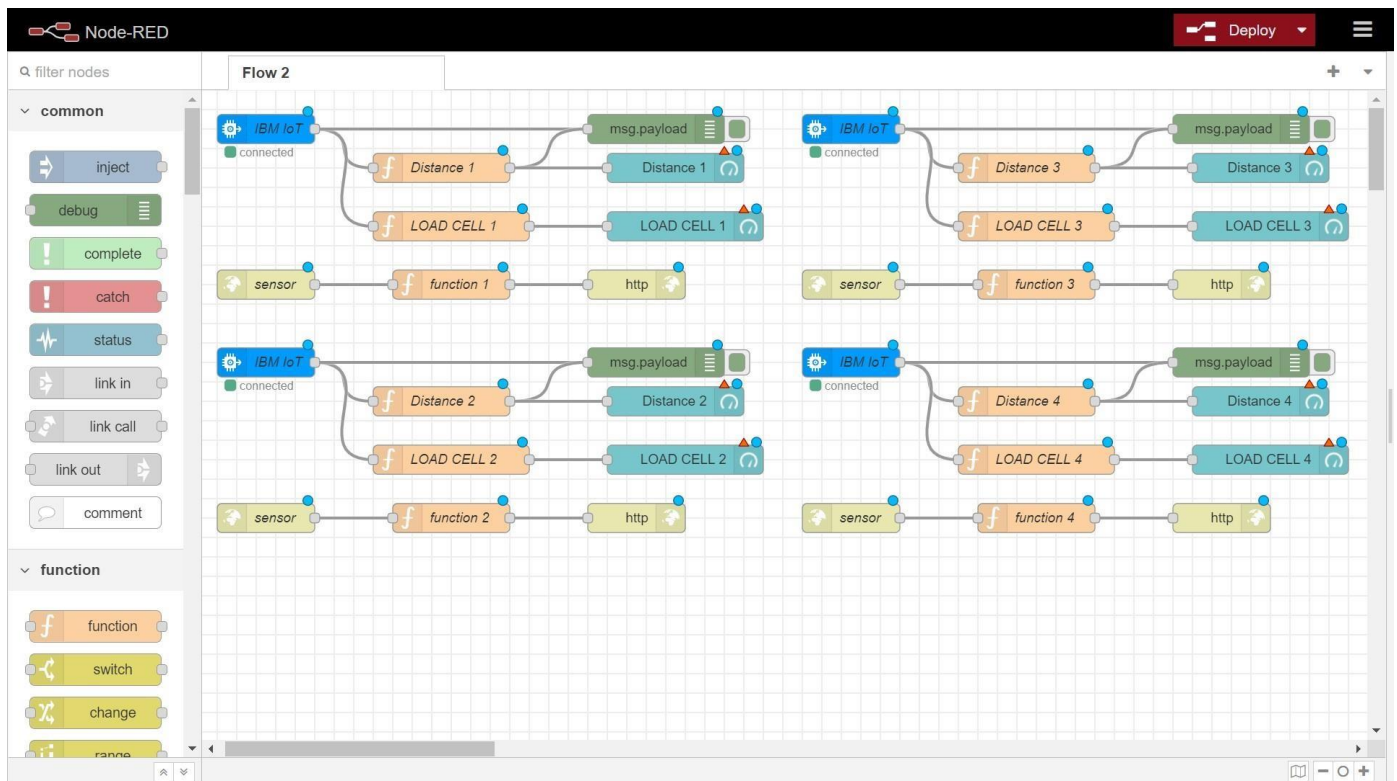 Node-RED
Deploy
filter nodes
Flow 2
common
inject
debug
complete
catch
status
link in
link call
link out
comment
function
function
switch
change
range
IBM IoT
connected
msg.payload
Distance 1
Distance 1
LOAD CELL 1
LOAD CELL 1
sensor
function 1
http
IBM IoT
connected
msg.payload
Distance 3
Distance 3
LOAD CELL 3
LOAD CELL 3
sensor
function 3
http
IBM IoT
connected
msg.payload
Distance 2
Distance 2
LOAD CELL 2
LOAD CELL 2
sensor
function 2
http
IBM IoT
connected
msg.payload
Distance 4
Distance 4
LOAD CELL 4
LOAD CELL 4
sensor
function 4
http